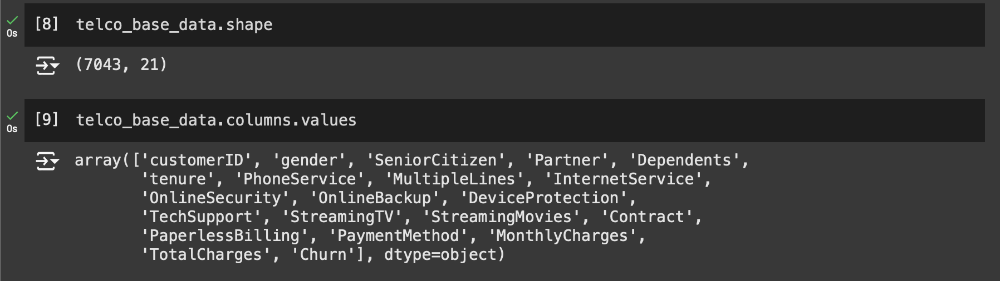 [8] telco_base_data.shape
0s
(7043, 21)
[9] telco_base_data.columns.values
0s
array(['customerID', 'gender', 'SeniorCitizen', 'Partner', 'Dependents',
'tenure', 'PhoneService', 'MultipleLines', 'InternetService',
'OnlineSecurity', 'OnlineBackup', 'DeviceProtection',
'TechSupport', 'StreamingTV', 'StreamingMovies', 'Contract',
'PaperlessBilling', 'PaymentMethod', 'MonthlyCharges',
'TotalCharges', 'Churn'], dtype=object)